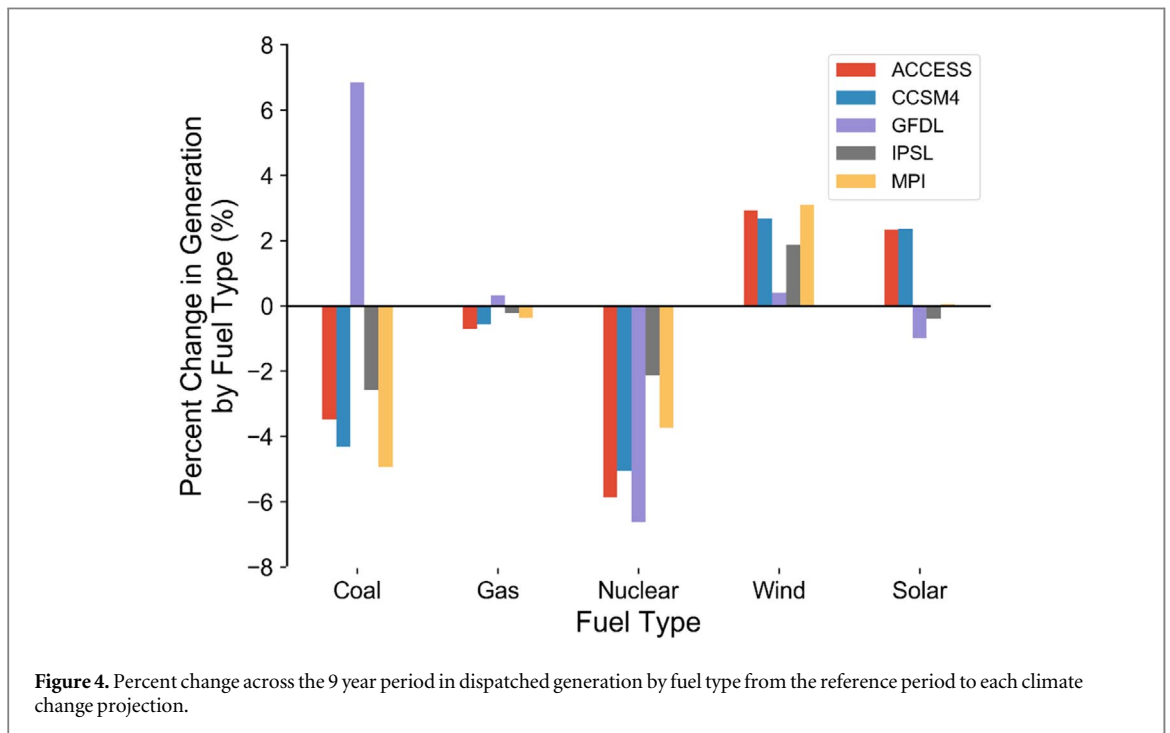 8
6
4
2
0
−2
−4
−6
−8
Percent Change in Generation
by Fuel Type (%)
ACCESS
CCSM4
GFDL
IPSL
MPI
Coal Gas Nuclear Wind Solar
Fuel Type
Figure 4. Percent change across the 9 year period in dispatched generation by fuel type from the reference period to each climate
change projection.